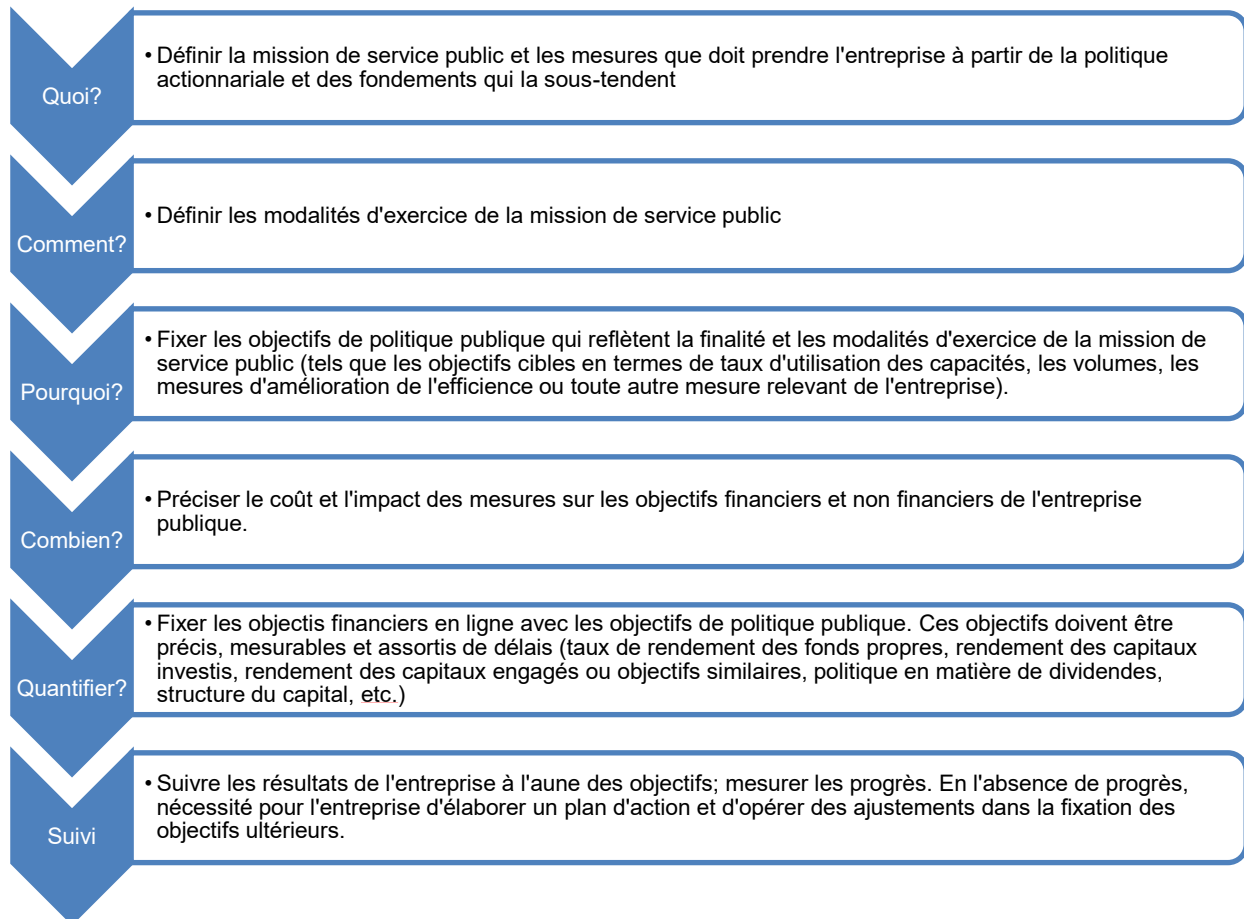 Quoi?
• Définir la mission de service public et les mesures que doit prendre l'entreprise à partir de la politique
actionnariale et des fondements qui la sous-tendent
Comment?
• Définir les modalités d'exercice de la mission de service public
Pourquoi?
• Fixer les objectifs de politique publique qui reflètent la finalité et les modalités d'exercice de la mission de
service public (tels que les objectifs cibles en termes de taux d'utilisation des capacités, les volumes, les
mesures d'amélioration de l'efficience ou toute autre mesure relevant de l'entreprise).
Combien?
• Préciser le coût et l'impact des mesures sur les objectifs financiers et non financiers de l'entreprise
publique.
Quantifier?
• Fixer les objectis financiers en ligne avec les objectifs de politique publique. Ces objectifs doivent être
précis, mesurables et assortis de délais (taux de rendement des fonds propres, rendement des capitaux
investis, rendement des capitaux engagés ou objectifs similaires, politique en matière de dividendes,
structure du capital, etc.)
Suivi
• Suivre les résultats de l'entreprise à l'aune des objectifs; mesurer les progrès. En l'absence de progrès,
nécessité pour l'entreprise d'élaborer un plan d'action et d'opérer des ajustements dans la fixation des
objectifs ultérieurs.